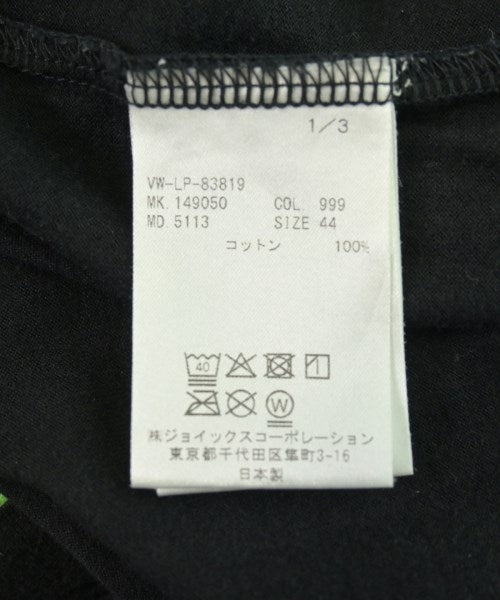 1/3
VW-LP-83819
MK. 149050 COL. 999
MD. 5113 SIZE 44
コットン 100%
40
W
株ジョイックスコーポレーション
東京都千代田区隼町3-16
日本製